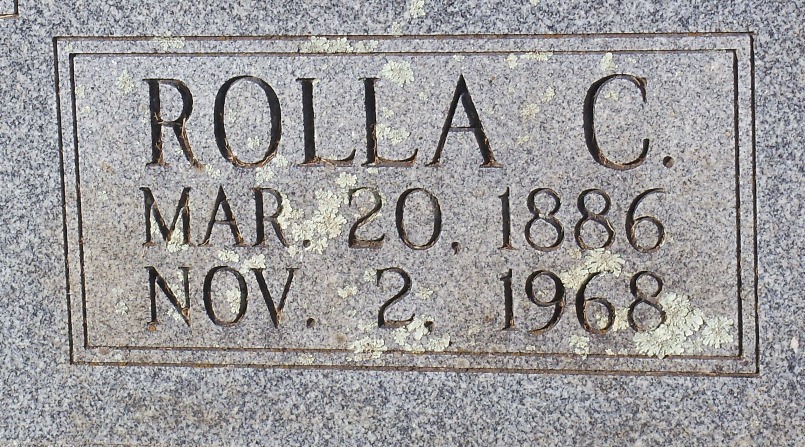 ROLLA C.
MAR. 20, 1886
NOV. 2, 1968